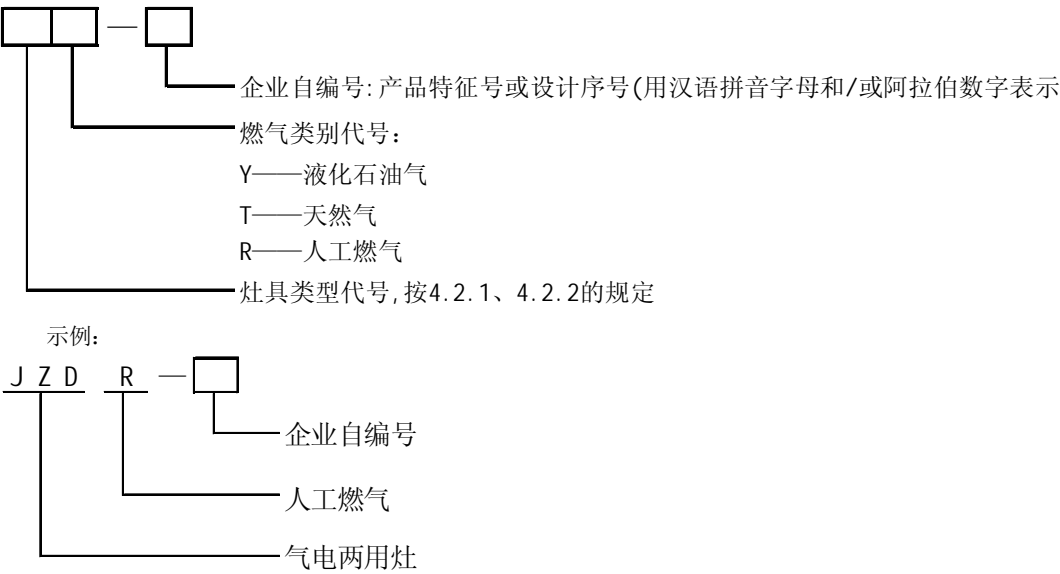 —
企业自编号:产品特征号或设计序号(用汉语拼音字母和/或阿拉伯数字表示
燃气类别代号:
Y——液化石油气
T——天然气
R——人工燃气
灶具类型代号,按4.2.1、4.2.2的规定
示例:
JZD R —
企业自编号
人工燃气
气电两用灶